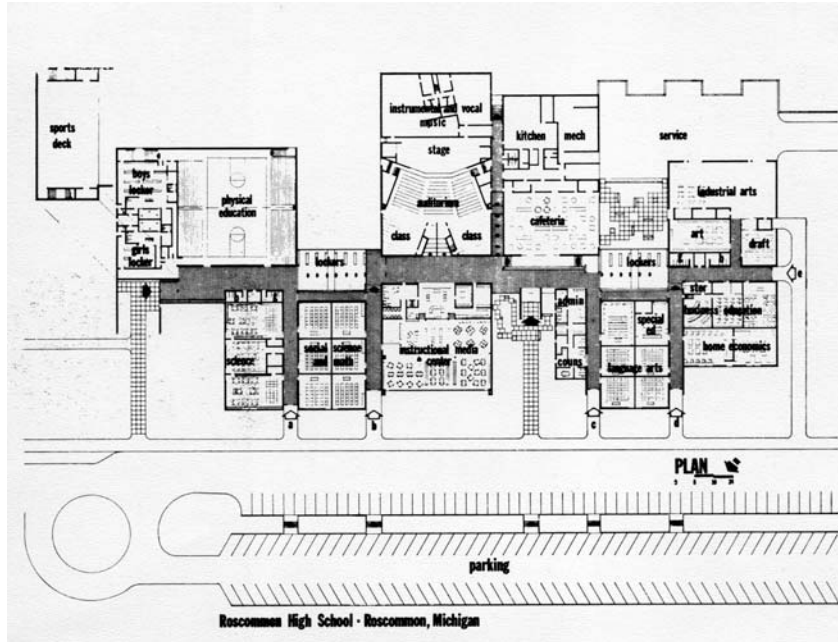 instrumental and vocal
music
sports
deck
kitchen
mech
service
stage
boys
locker
physical
education
industrial arts
auditorium
cafeteria
art
draft
class
class
girls
locker
lockers
lockers
e
stor
admin
business education
special
ed
social
and
science
math
science
instructional media
center
home economics
couns
language arts
a
b
c
d
PLAN
parking
Roscommon High School · Roscommon, Michigan